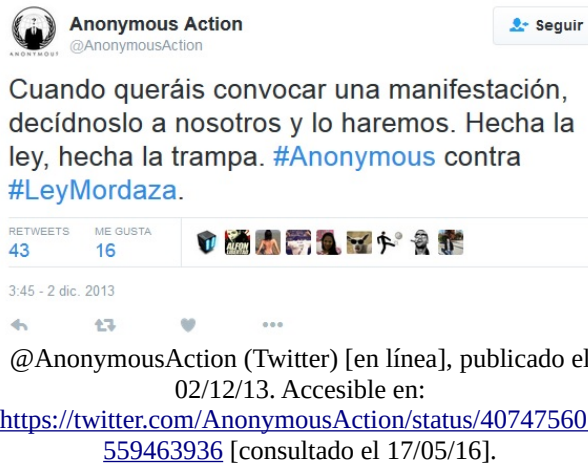 Anonymous Action
@AnonymousAction
Seguir
ANONYMOUS
Cuando queráis convocar una manifestación,
decídnoslo a nosotros y lo haremos. Hecha la
ley, hecha la trampa. #Anonymous contra
#LeyMordaza.
RETWEETS ME GUSTA
43 16
3:45 - 2 dic. 2013
@AnonymousAction (Twitter) [en línea], publicado el
02/12/13. Accesible en:
https://twitter.com/AnonymousAction/status/40747560
559463936 [consultado el 17/05/16].